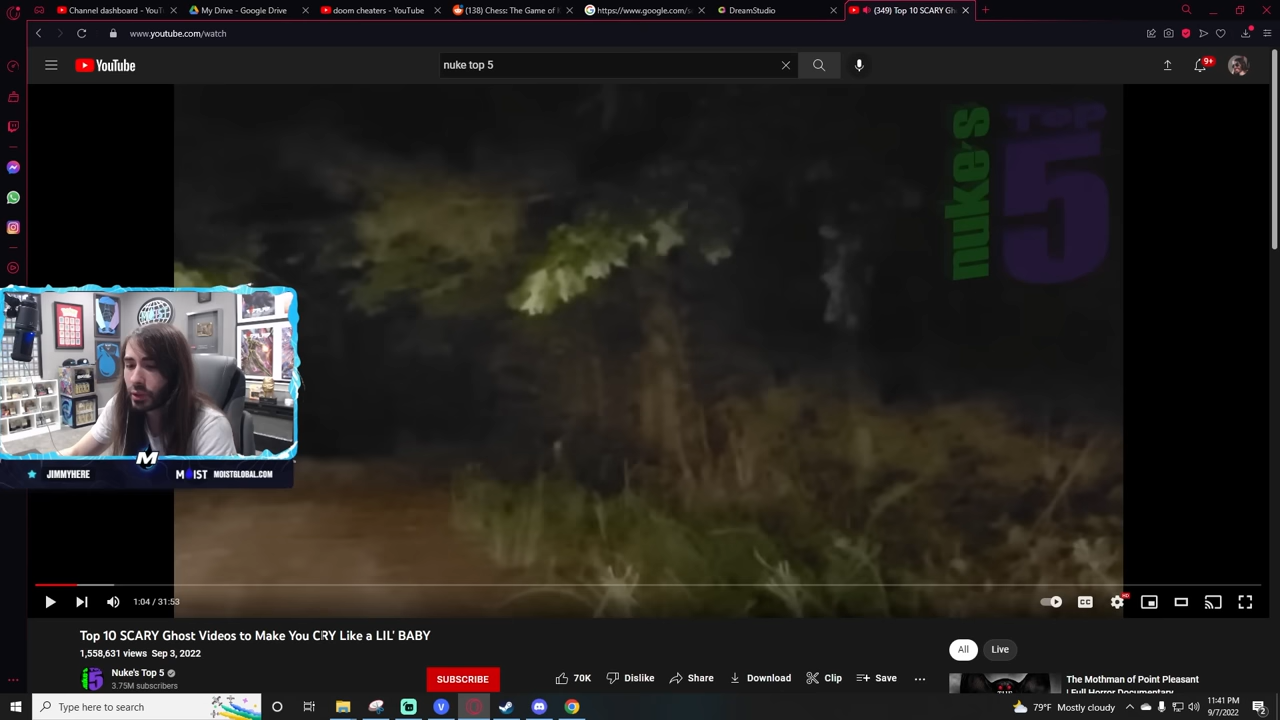 Channel dashboard - YouTu
My Drive - Google Drive
doom cheaters - YouTube
(138) Chess: The Game of K
https://www.google.com/s
DreamStudio
(349) Top 10 SCARY Gh
www.youtube.com/watch
YouTube
nuke top 5
9+
nuke's
TOP
5
M
JIMMYHERE
MOIST
MOISTGLOBAL.COM
1:04 / 31:53
CC
HD
Top 10 SCARY Ghost Videos to Make You CRY Like a LIL' BABY
1,558,631 views Sep 3, 2022
All
Live
Nuke's Top 5
3.75M subscribers
SUBSCRIBE
70K
Dislike
Share
Download
Clip
Save
The Mothman of Point Pleasant
| Full Horror Documentary
Type here to search
79°F Mostly cloudy
11:41 PM
9/7/2022
2